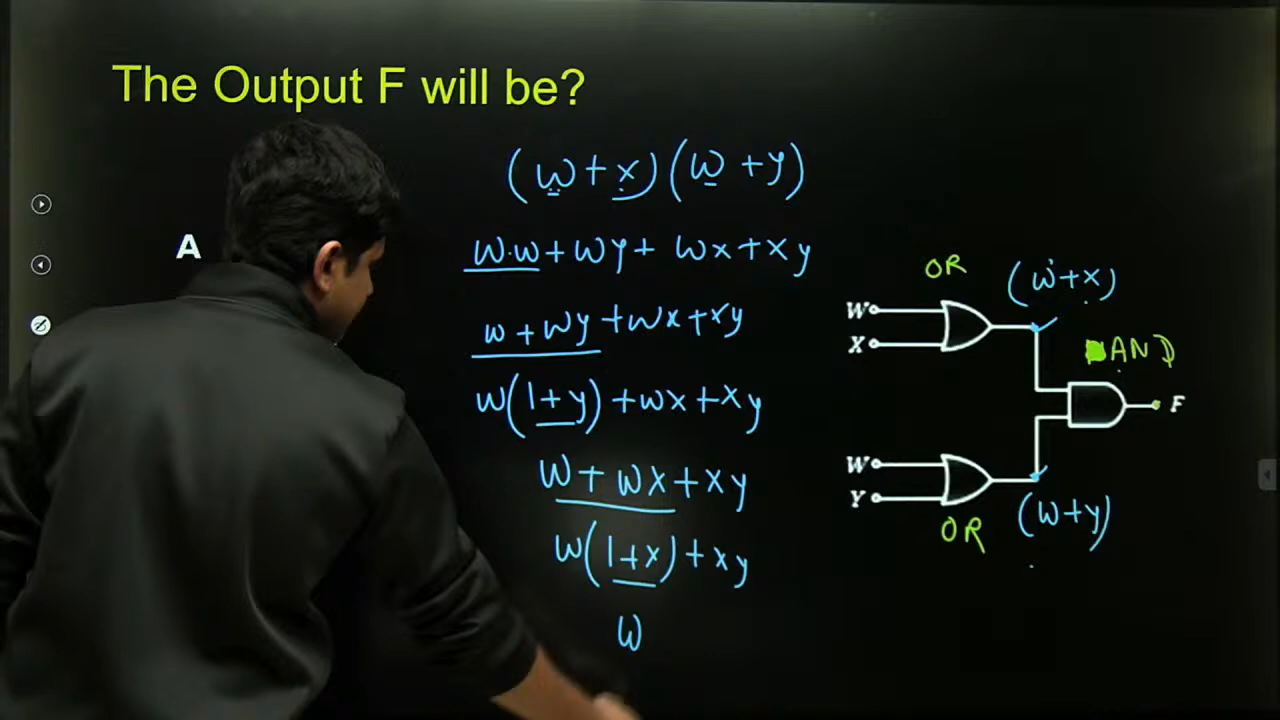 The Output F will be?
(w+x)(w+y)
A
w.w+wy+wx+xy
w+wy+wx+xy
w(1+y)+wx+xy
w+wx+xy
w(1+x)+xy
w
OR
(w+x)
W
X
AND
F
W
Y
OR
(w+y)